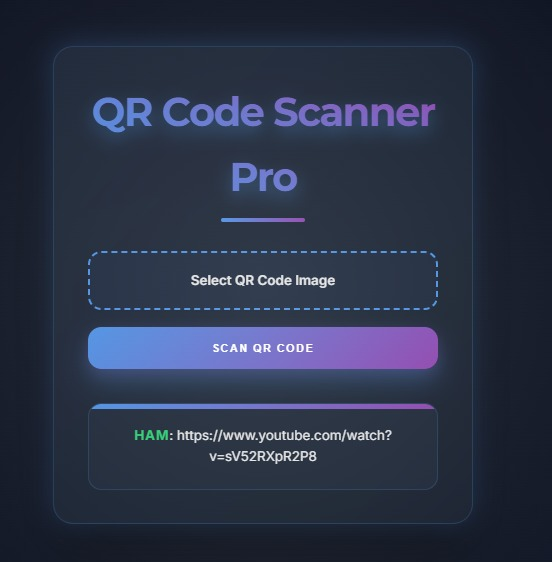 QR Code Scanner
Pro
Select QR Code Image
SCAN QR CODE
HAM: https://www.youtube.com/watch?
v=sV52RXpR2P8